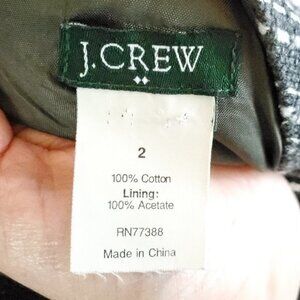 J.CREW
2
100% Cotton
Lining:
100% Acetate
RN77388
Made in China